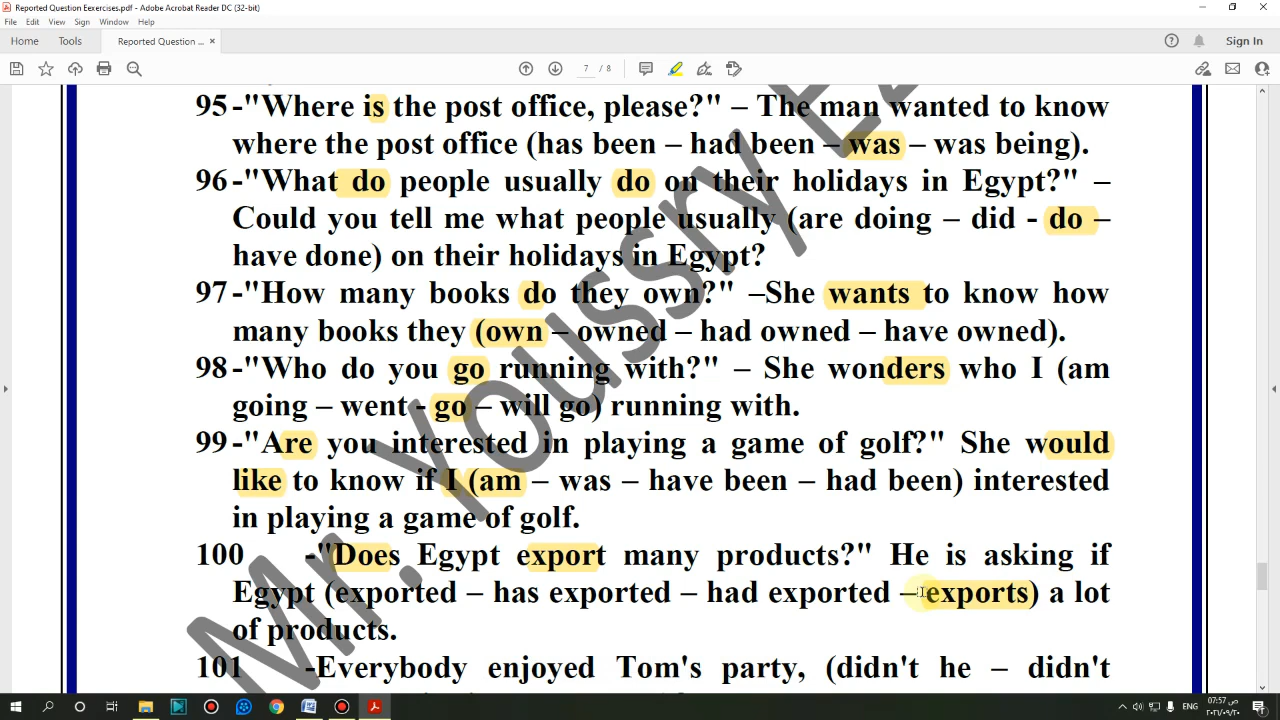 Reported Question Eexercises.pdf - Adobe Acrobat Reader DC (32-bit)
File Edit View Sign Window Help
Home Tools Reported Question ... × Sign In
7 / 8
95 -"Where is the post office, please?" – The man wanted to know
where the post office (has been – had been – was – was being).
96 -"What do people usually do on their holidays in Egypt?" –
Could you tell me what people usually (are doing – did - do –
have done) on their holidays in Egypt?
97 -"How many books do they own?" –She wants to know how
many books they (own – owned – had owned – have owned).
98 -"Who do you go running with?" – She wonders who I (am
going – went - go – will go) running with.
99 -"Are you interested in playing a game of golf?" She would
like to know if I (am – was – have been – had been) interested
in playing a game of golf.
100 -"Does Egypt export many products?" He is asking if
Egypt (exported – has exported – had exported – exports) a lot
of products.
101 -Everybody enjoyed Tom's party, (didn't he – didn't
Mr. Youssry
ENG
07:57 ص
٢٠٢١/٠٩/٢٠